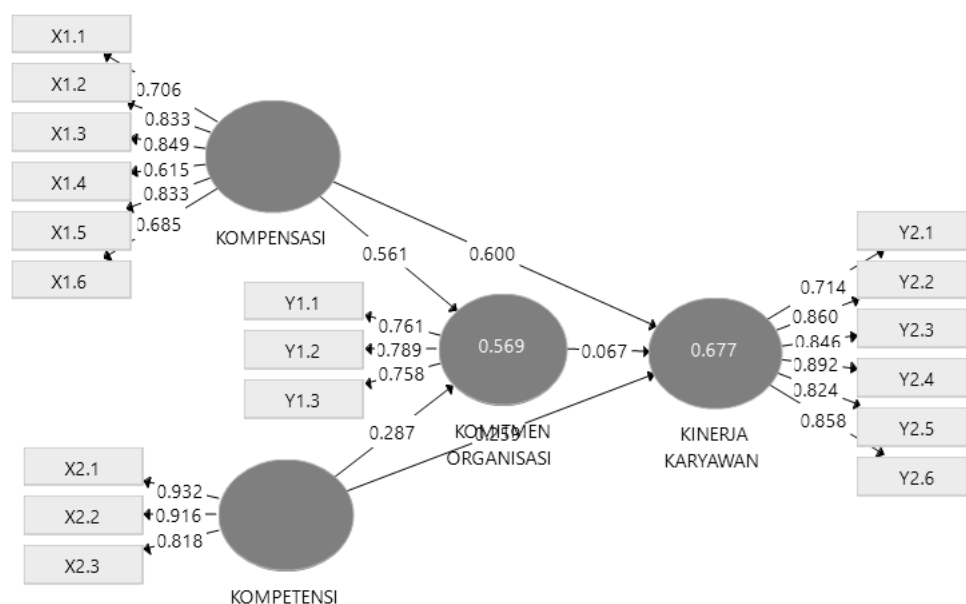 X1.1
X1.2
X1.3
X1.4
X1.5
X1.6
0.706
0.833
0.849
0.615
0.833
0.685
KOMPENSASI
0.561
0.600
Y1.1
Y1.2
Y1.3
0.761
0.789
0.758
0.569
KOMITMEN
ORGANISASI
0.067
0.287
0.259
0.677
KINERJA
KARYAWAN
0.714
0.860
0.846
0.892
0.824
0.858
Y2.1
Y2.2
Y2.3
Y2.4
Y2.5
Y2.6
X2.1
X2.2
X2.3
0.932
0.916
0.818
KOMPETENSI